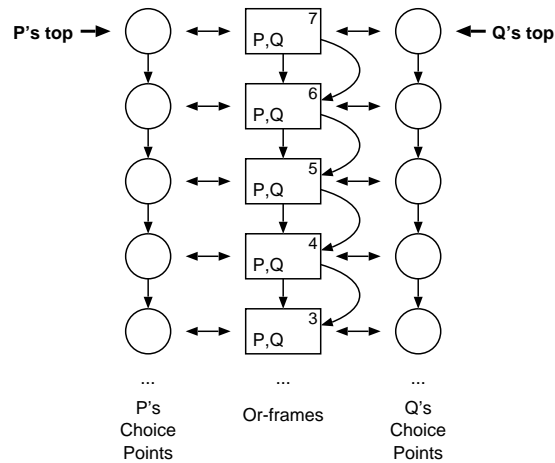 P's top
7
P,Q
Q's top
6
P,Q
5
P,Q
4
P,Q
3
P,Q
...
...
...
P's
Choice
Points
Or-frames
Q's
Choice
Points